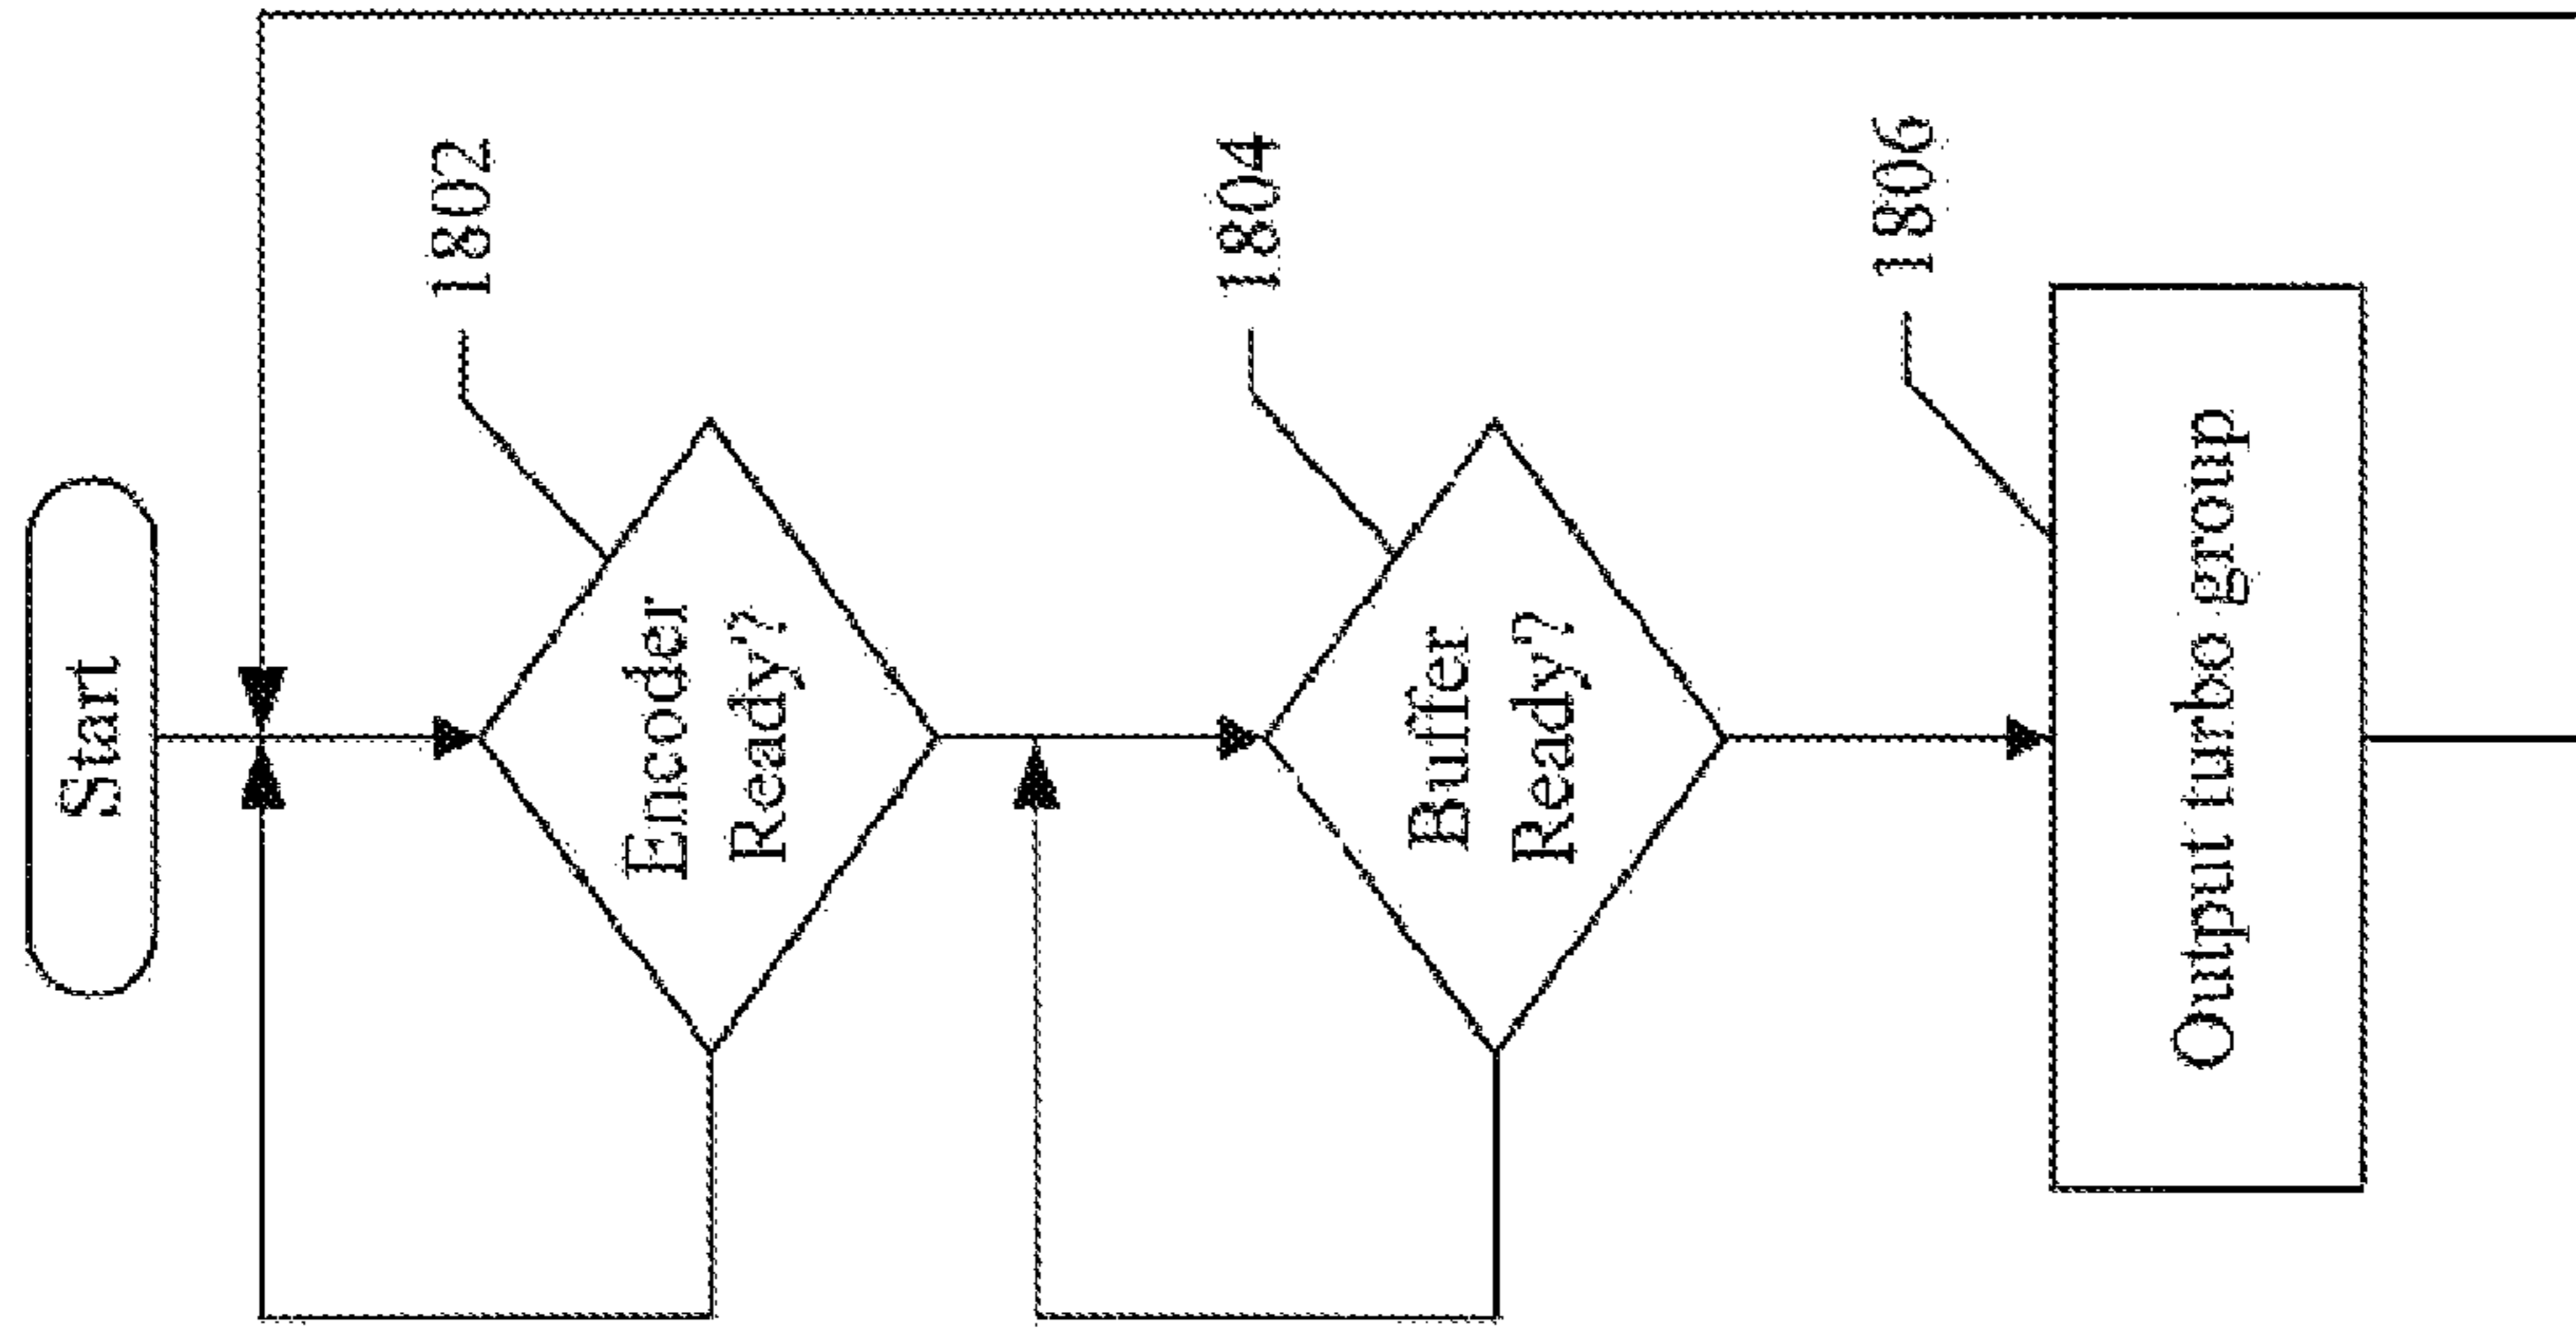 Start
1802
Encoder
Ready?
1804
Buffer
Ready?
1806
Output turbo group